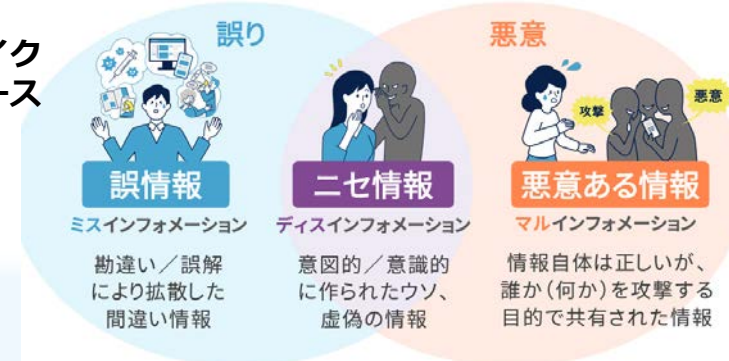 イク
ース
誤り
悪意
攻撃
悪意
誤情報
ニセ情報
悪意ある情報
ミスインフォメーション
ディスインフォメーション
マルインフォメーション
勘違い／誤解
により拡散した
間違い情報
意図的／意識的
に作られたウソ、
虚偽の情報
情報自体は正しいが、
誰か（何か）を攻撃する
目的で共有された情報